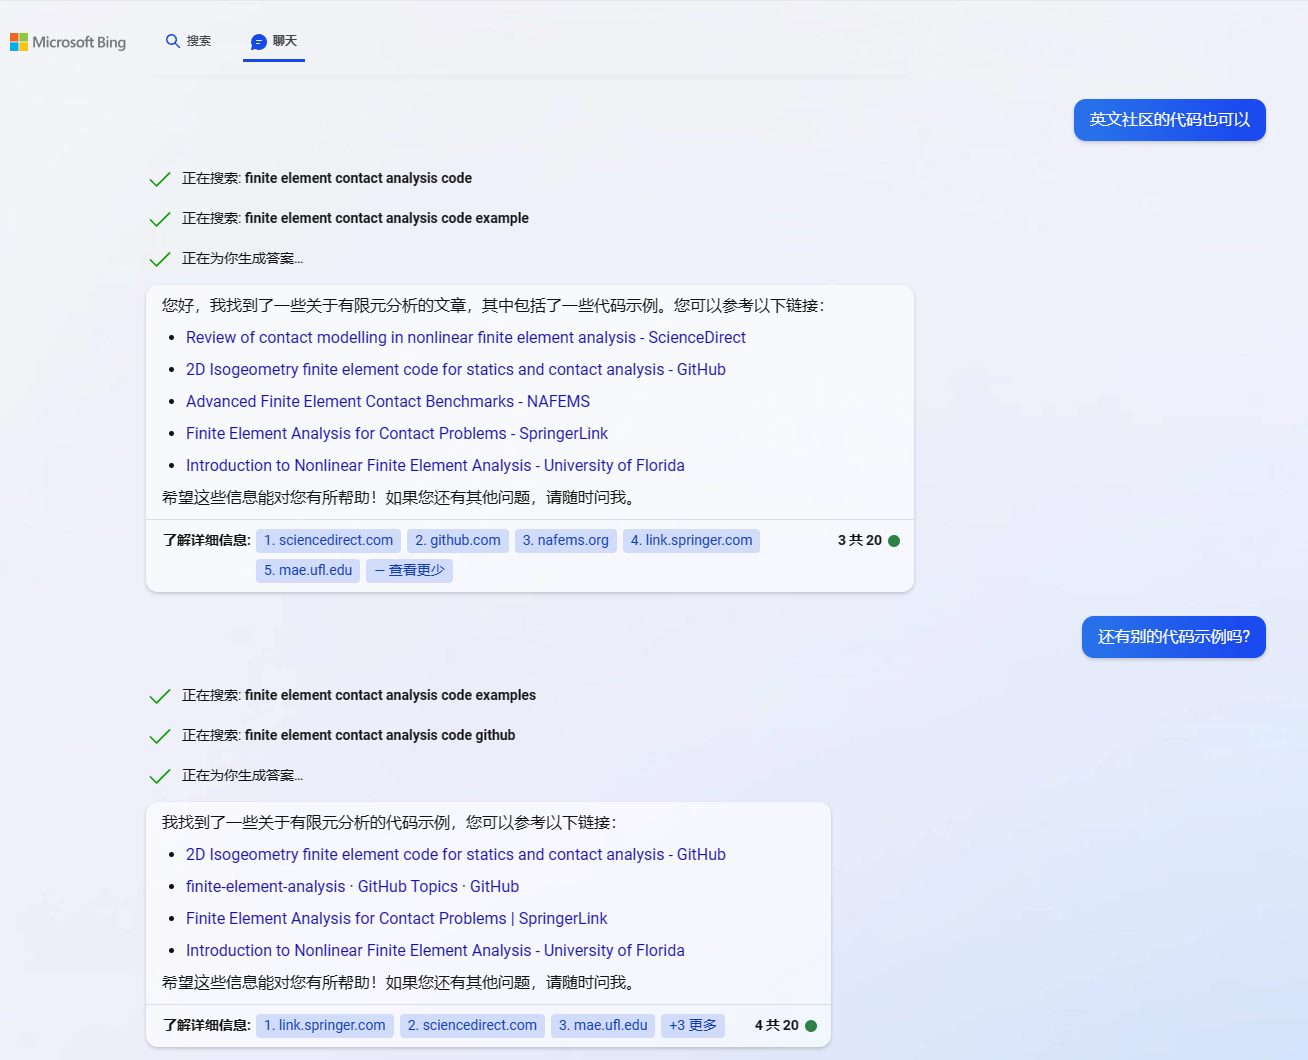 Microsoft Bing
搜索
聊天
英文社区的代码也可以
正在搜索: finite element contact analysis code
正在搜索: finite element contact analysis code example
正在为你生成答案...
您好，我找到了一些关于有限元分析的文章，其中包括了一些代码示例。您可以参考以下链接：
Review of contact modelling in nonlinear finite element analysis - ScienceDirect
2D Isogeometry finite element code for statics and contact analysis - GitHub
Advanced Finite Element Contact Benchmarks - NAFEMS
Finite Element Analysis for Contact Problems - SpringerLink
Introduction to Nonlinear Finite Element Analysis - University of Florida
希望这些信息能对您有所帮助！如果您还有其他问题，请随时问我。
了解详细信息: 1. sciencedirect.com 2. github.com 3. nafems.org 4. link.springer.com 3 共 20
5. mae.ufl.edu — 查看更少
还有别的代码示例吗?
正在搜索: finite element contact analysis code examples
正在搜索: finite element contact analysis code github
正在为你生成答案...
我找到了一些关于有限元分析的代码示例，您可以参考以下链接：
2D Isogeometry finite element code for statics and contact analysis - GitHub
finite-element-analysis · GitHub Topics · GitHub
Finite Element Analysis for Contact Problems | SpringerLink
Introduction to Nonlinear Finite Element Analysis - University of Florida
希望这些信息能对您有所帮助！如果您还有其他问题，请随时问我。
了解详细信息: 1. link.springer.com 2. sciencedirect.com 3. mae.ufl.edu +3 更多 4 共 20